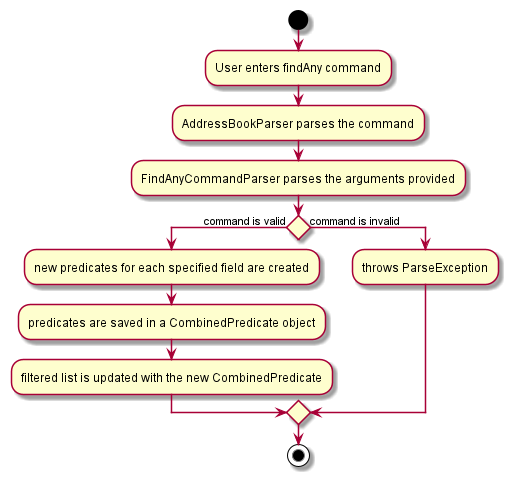 User enters findAny command
AddressBookParser parses the command
FindAnyCommandParser parses the arguments provided
command is valid
command is invalid
new predicates for each specified field are created
throws ParseException
predicates are saved in a CombinedPredicate object
filtered list is updated with the new CombinedPredicate